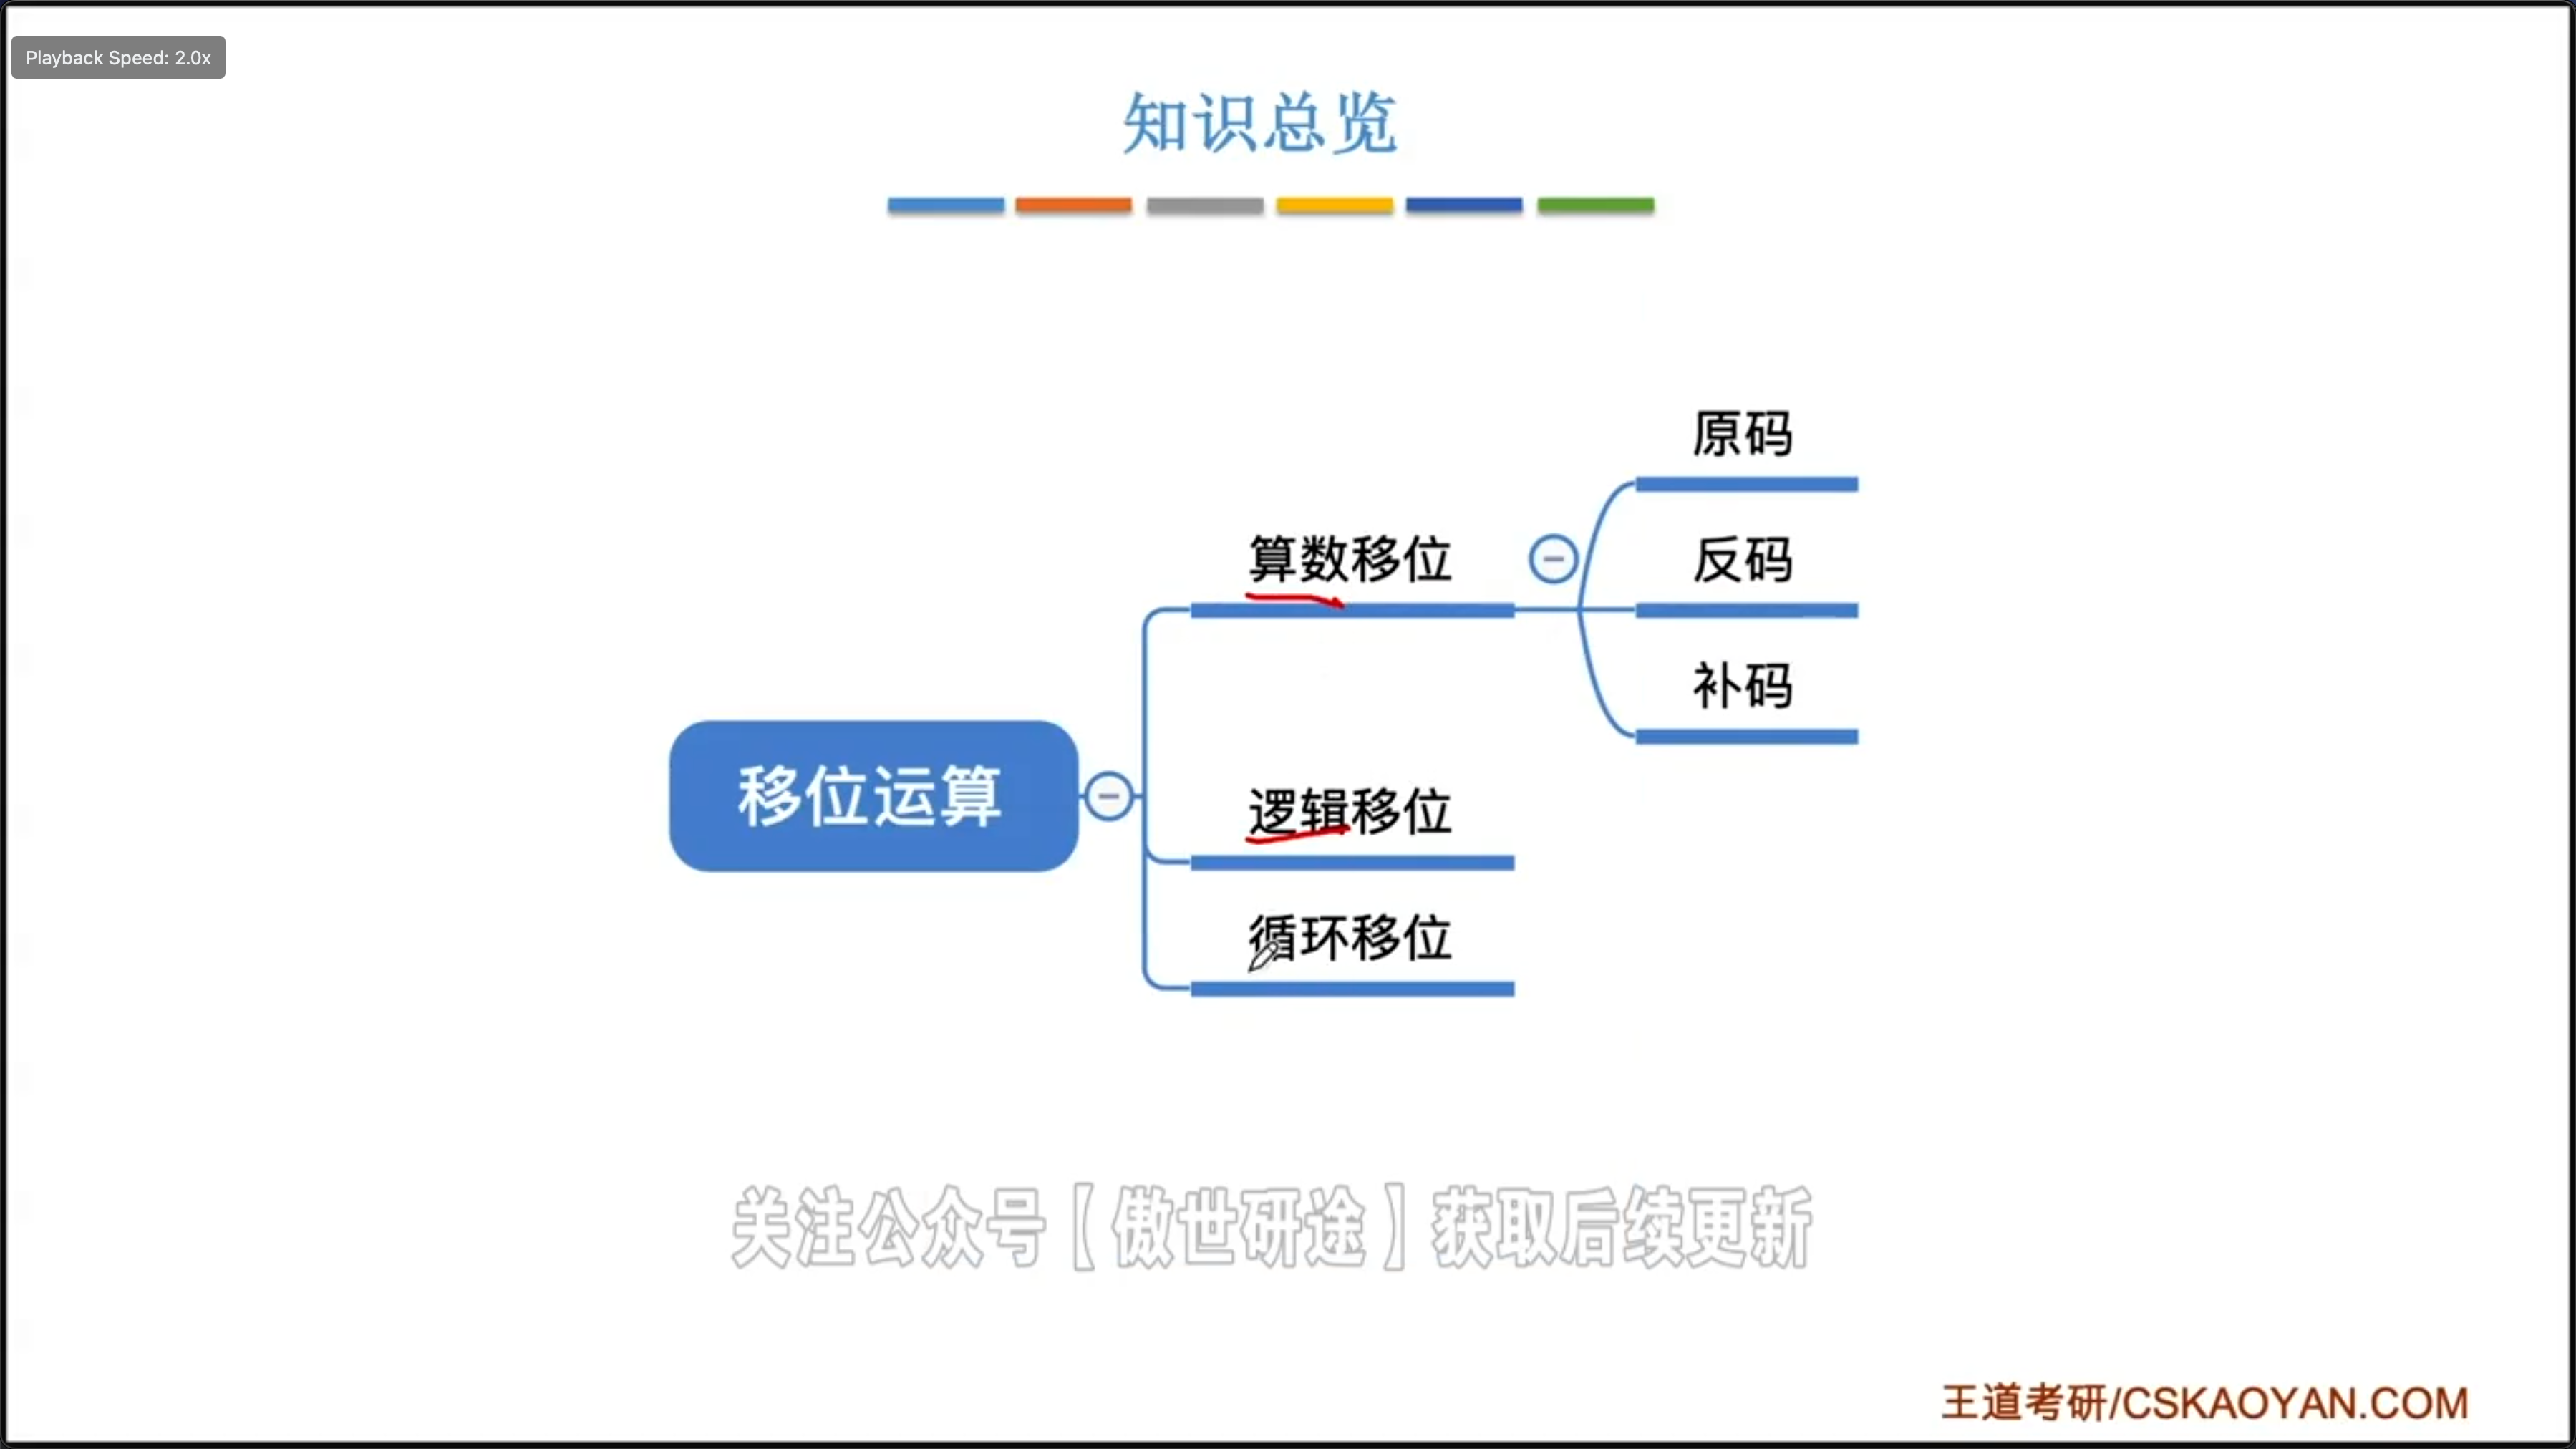 Playback Speed: 2.0x
知识总览
原码
算数移位
反码
补码
移位运算
逻辑移位
循环移位
关注公众号【傲世研途】获取后续更新
王道考研/CSKAOYAN.COM